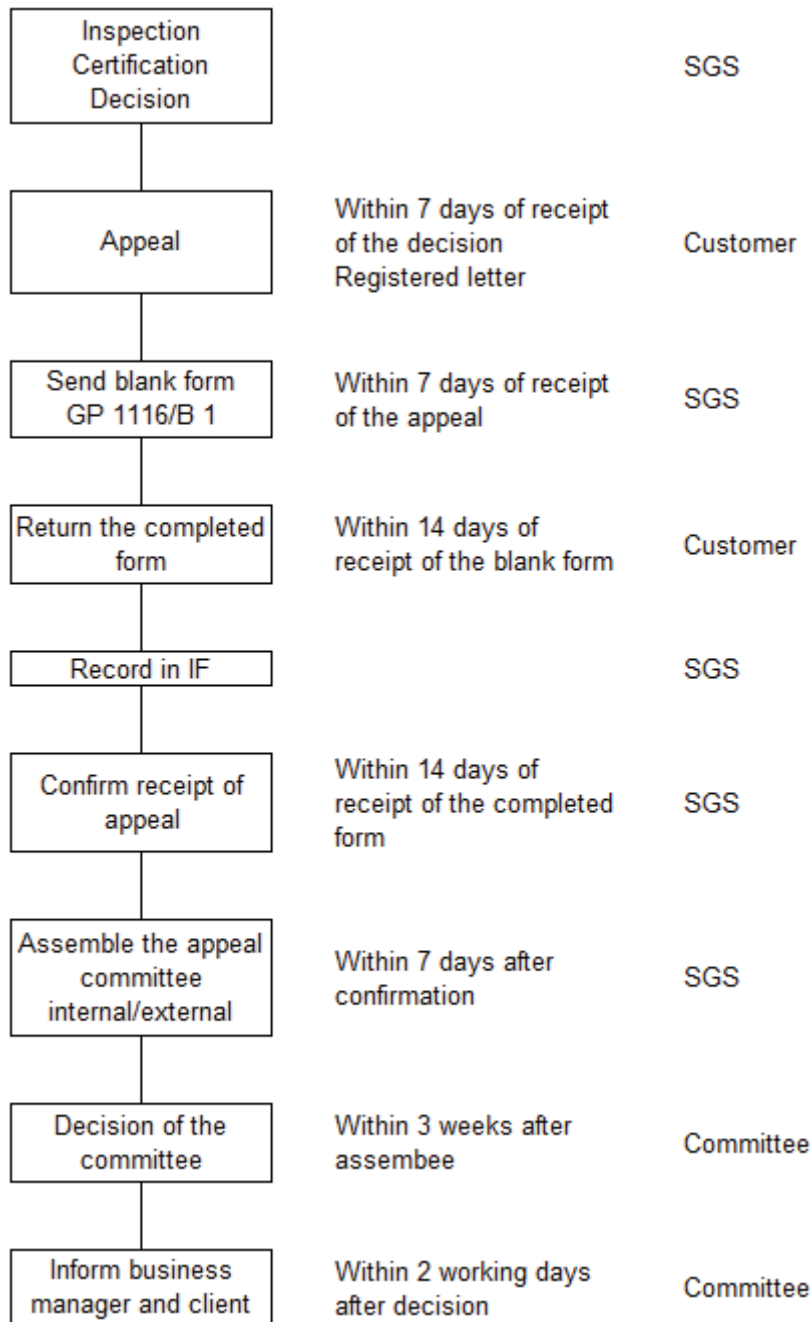 Inspection
Certification
Decision
SGS
Appeal
Within 7 days of receipt
of the decision
Registered letter
Customer
Send blank form
GP 1116/B 1
Within 7 days of receipt
of the appeal
SGS
Return the completed
form
Within 14 days of
receipt of the blank form
Customer
Record in IF
SGS
Confirm receipt of
appeal
Within 14 days of
receipt of the completed
form
SGS
Assemble the appeal
committee
internal/external
Within 7 days after
confirmation
SGS
Decision of the
committee
Within 3 weeks after
assembee
Committee
Inform business
manager and client
Within 2 working days
after decision
Committee